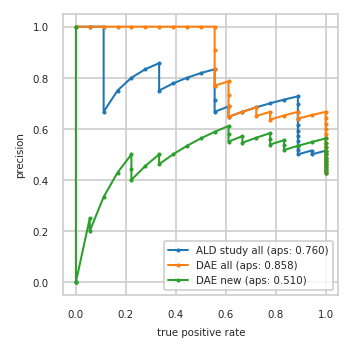 1.0
0.8
0.6
0.4
0.2
0.0
precision
ALD study all (aps: 0.760)
DAE all (aps: 0.858)
DAE new (aps: 0.510)
0.0 0.2 0.4 0.6 0.8 1.0
true positive rate